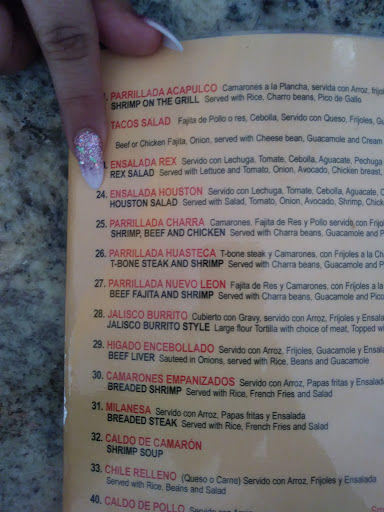 PARRILLADA ACAPULCO Camarones a la Plancha, servida con Arroz, frijoles
SHRIMP ON THE GRILL Served with Rice, Charro beans, Pico de Gallo
TACOS SALAD Fajita de Pollo o res, Cebolla, Servido con Queso, Frijoles, Gu
Beef or Chicken Fajita, Onion, served with Cheese bean, Guacamole and Cream
ENSALADA REX Servido con Lechuga, Tomate, Cebolla, Aguacate, Pechuga
REX SALAD Served with Lettuce and Tomato, Onion, Avocado, Chicken breast,
24. ENSALADA HOUSTON Servido con Lechuga, Tomate, Cebolla, Aguacate, C
HOUSTON SALAD Served with Salad, Tomato, Onion, Avocado, Shrimp, Chick
25. PARRILLADA CHARRA Camarones, Fajita de Res y Pollo servida con Frijo
SHRIMP, BEEF AND CHICKEN Served with Charra beans, Guacamole and P
26. PARRILLADA HUASTECA T-bone steak y Camarones, con Frijoles a la Cha
T-BONE STEAK AND SHRIMP Served with Charra beans, Guacamole and P
27. PARRILLADA NUEVO LEON Fajita de Res y Camarones, con Frijoles a l
BEEF FAJITA AND SHRIMP Served with Charra beans, Guacamole and Pico
28. JALISCO BURRITO Cubierto con Gravy, servido con Arroz, Frijoles y Ensala
JALISCO BURRITO STYLE Large flour Tortilla with choice of meat, Topped wit
29. HIGADO ENCEBOLLADO Servido con Arroz, Frijoles, Guacamole y Ensala
BEEF LIVER Sauteed in Onions, served with Rice, Beans and Guacamole
30. CAMARONES EMPANIZADOS Servido con Arroz, Papas fritas y Ensalada
BREADED SHRIMP Served with Rice, French Fries and Salad
31. MILANESA Servido con Arroz, Papas fritas y Ensalada
BREADED STEAK Served with Rice, French Fries and Salad
32. CALDO DE CAMARÓN
SHRIMP SOUP
33. CHILE RELLENO (Queso o Carne) Servido con Arroz, Frijoles y Ensalada
Served with Rice, Beans and Salad
40. CALDO DE POLLO